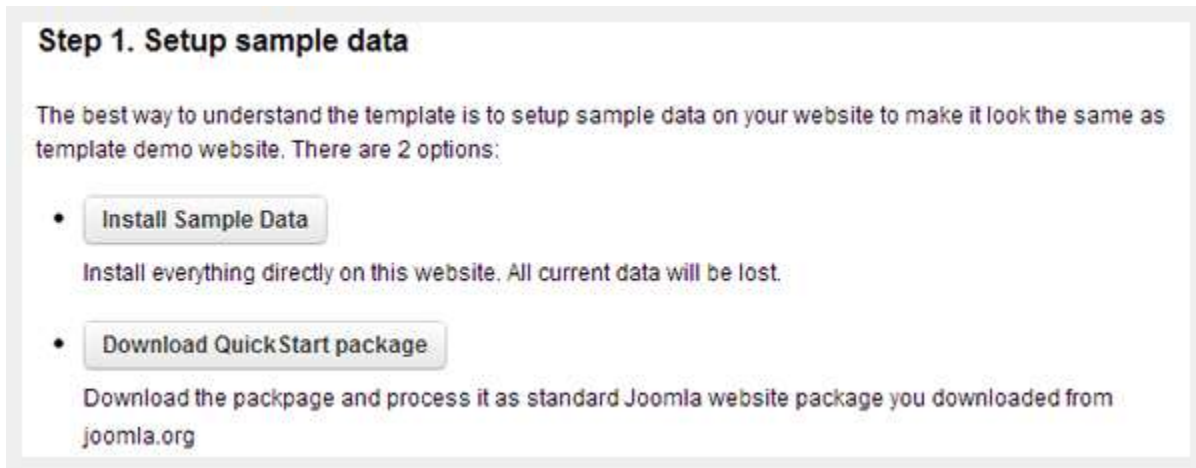 Step 1. Setup sample data
The best way to understand the template is to setup sample data on your website to make it look the same as
template demo website. There are 2 options:
Install Sample Data
Install everything directly on this website. All current data will be lost.
Download QuickStart package
Download the packpage and process it as standard Joomla website package you downloaded from
joomla.org